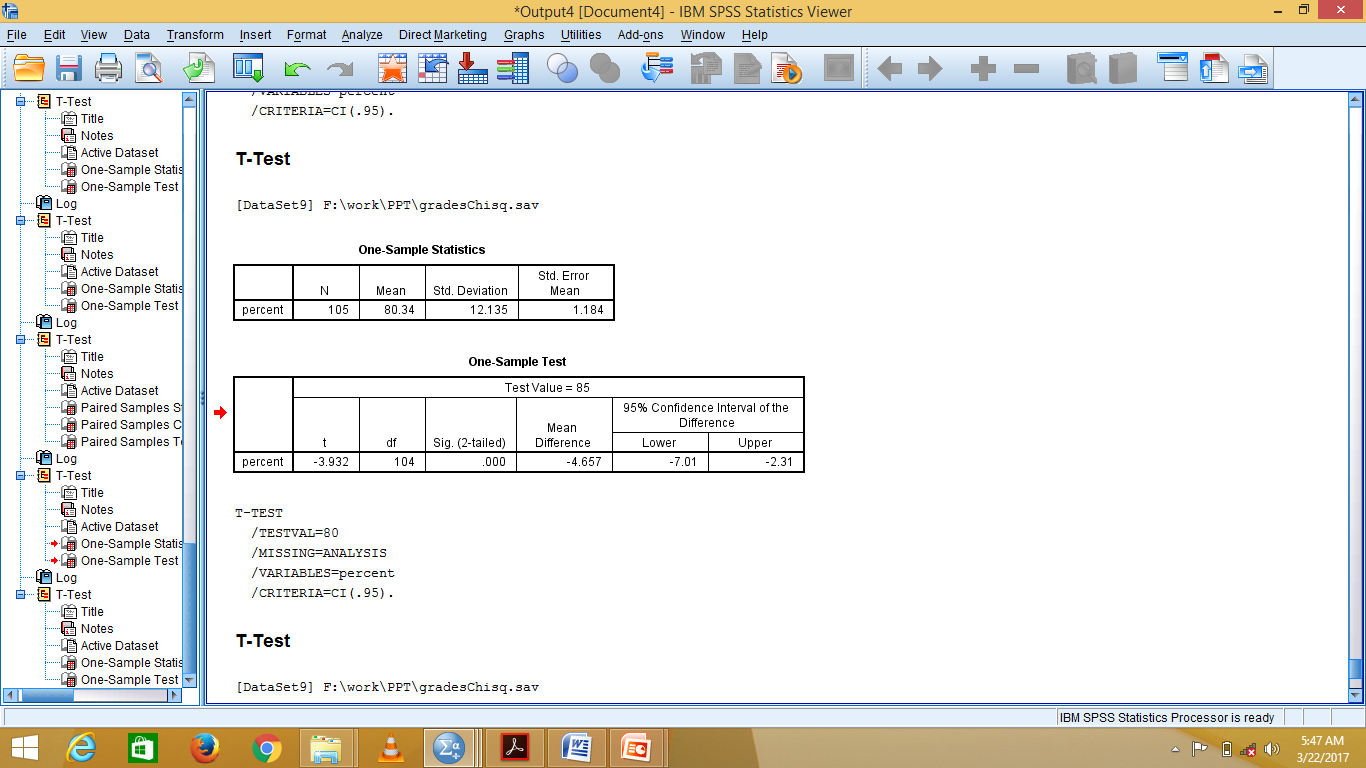 *Output4 [Document4] - IBM SPSS Statistics Viewer
File Edit View Data Transform Insert Format Analyze Direct Marketing Graphs Utilities Add-ons Window Help
T-Test
Title
Notes
Active Dataset
One-Sample Statis
One-Sample Test
Log
T-Test
Title
Notes
Active Dataset
One-Sample Statis
One-Sample Test
Log
T-Test
Title
Notes
Active Dataset
Paired Samples S
Paired Samples C
Paired Samples T
Log
T-Test
Title
Notes
Active Dataset
One-Sample Statis
One-Sample Test
Log
T-Test
Title
Notes
Active Dataset
One-Sample Statis
One-Sample Test
/VARIABLES=percent
/CRITERIA=CI(.95).
T-Test
[DataSet9] F:\work\PPT\gradesChisq.sav
One-Sample Statistics
N Mean Std. Deviation Std. Error Mean
percent 105 80.34 12.135 1.184
One-Sample Test
Test Value = 85
t df Sig. (2-tailed) Mean Difference 95% Confidence Interval of the Difference
Lower Upper
percent -3.932 104 .000 -4.657 -7.01 -2.31
T-TEST
/TESTVAL=80
/MISSING=ANALYSIS
/VARIABLES=percent
/CRITERIA=CI(.95).
T-Test
[DataSet9] F:\work\PPT\gradesChisq.sav
IBM SPSS Statistics Processor is ready
5:47 AM
3/22/2017